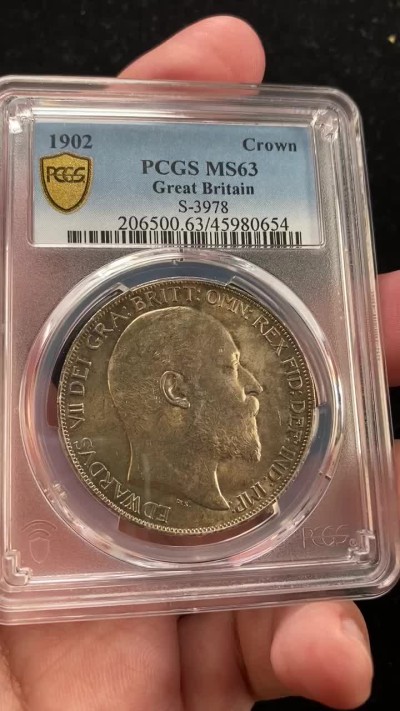 1902 Crown
PCGS
PCGS MS63
Great Britain
S-3978
206500.63/45980654
EDWARDVS VII DEI GRA: BRITT: OMN: REX FID: DEF: IND: IMP:
PCGS